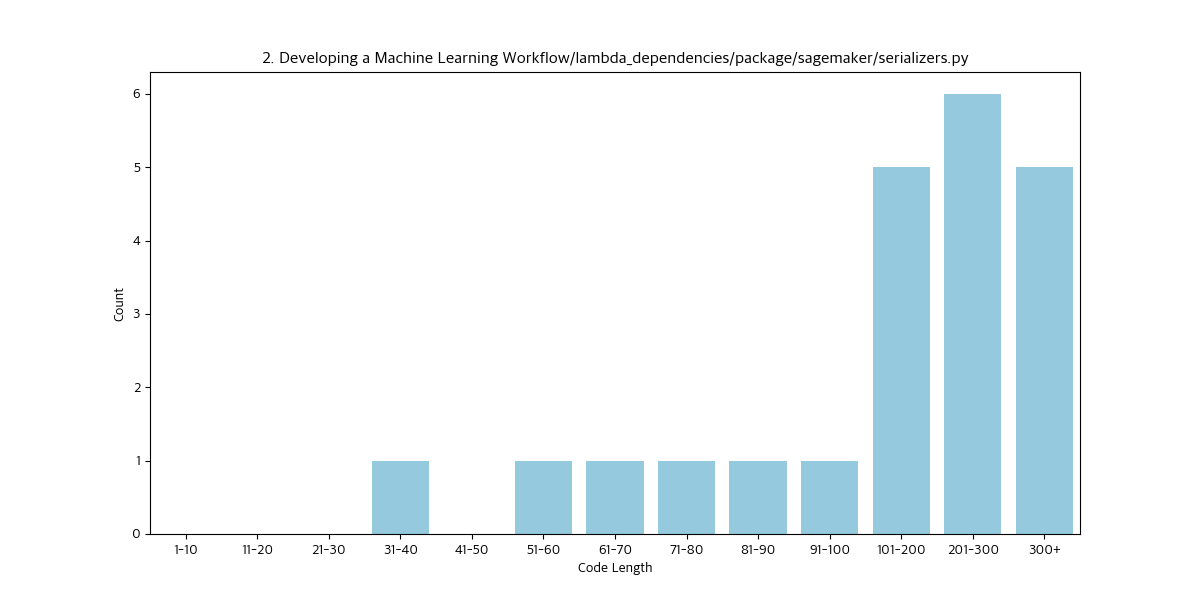 2. Developing a Machine Learning Workflow/lambda_dependencies/package/sagemaker/serializers.py
6
5
4
3
2
1
0
Count
1-10 11-20 21-30 31-40 41-50 51-60 61-70 71-80 81-90 91-100 101-200 201-300 300+
Code Length